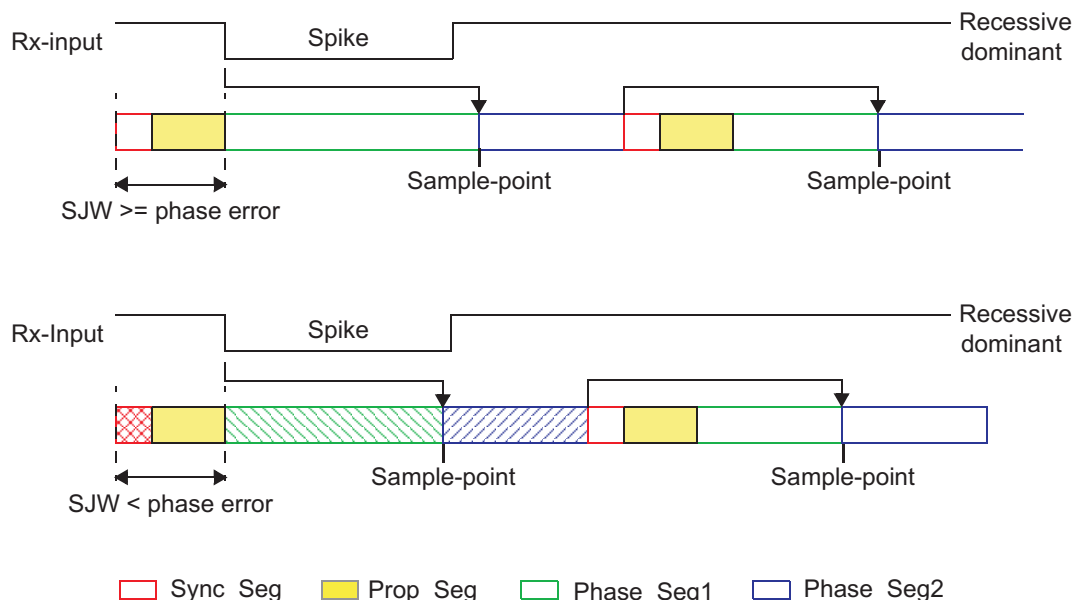 Rx-input
Spike
Recessive
dominant
Sample-point
Sample-point
SJW >= phase error
Rx-Input
Spike
Recessive
dominant
Sample-point
Sample-point
SJW < phase error
Sync_Seg
Prop_Seg
Phase_Seg1
Phase_Seg2